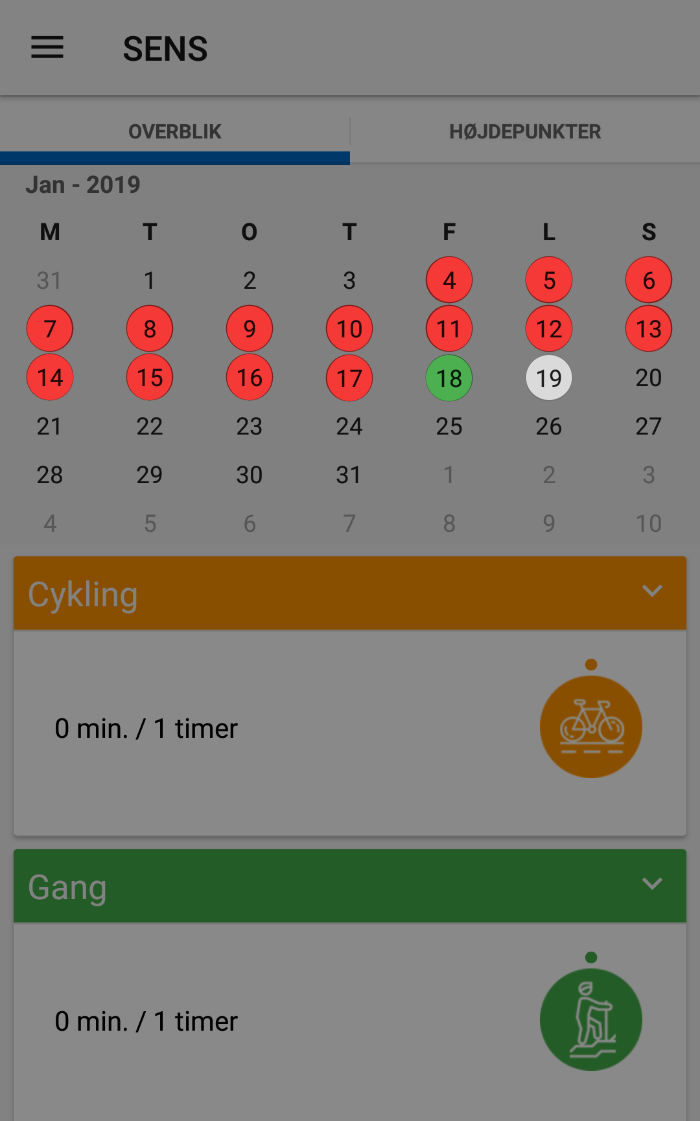 SENS
OVERBLIK HØJDEPUNKTER
Jan - 2019
M T O T F L S
31 1 2 3 4 5 6
7 8 9 10 11 12 13
14 15 16 17 18 19 20
21 22 23 24 25 26 27
28 29 30 31 1 2 3
4 5 6 7 8 9 10
Cykling
0 min. / 1 timer
Gang
0 min. / 1 timer